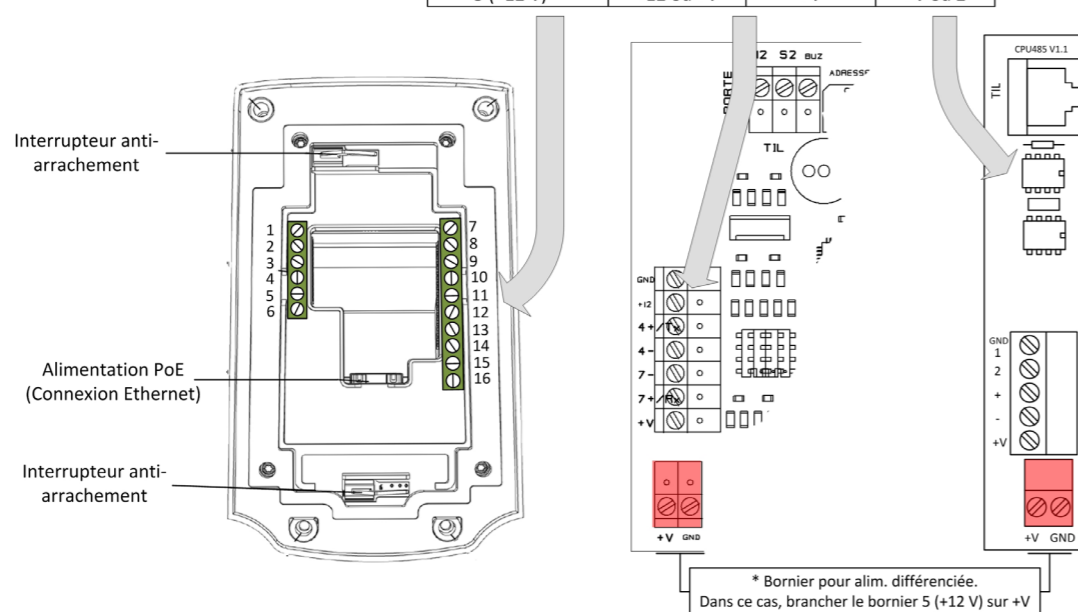 CPU485 V1.1
TIL
S2 BUZ
TIL
Interrupteur anti-
arrachement
1
2
3
4
5
6
7
8
9
10
11
12
13
14
15
16
Alimentation PoE
(Connexion Ethernet)
Interrupteur anti-
arrachement
GND
+12
4+/Tx
4-
7-
7+/Rx
+V
+V GND
GND
1
2
+
-
+V
+V GND
* Bornier pour alim. différenciée.
Dans ce cas, brancher le bornier 5 (+12 V) sur +V